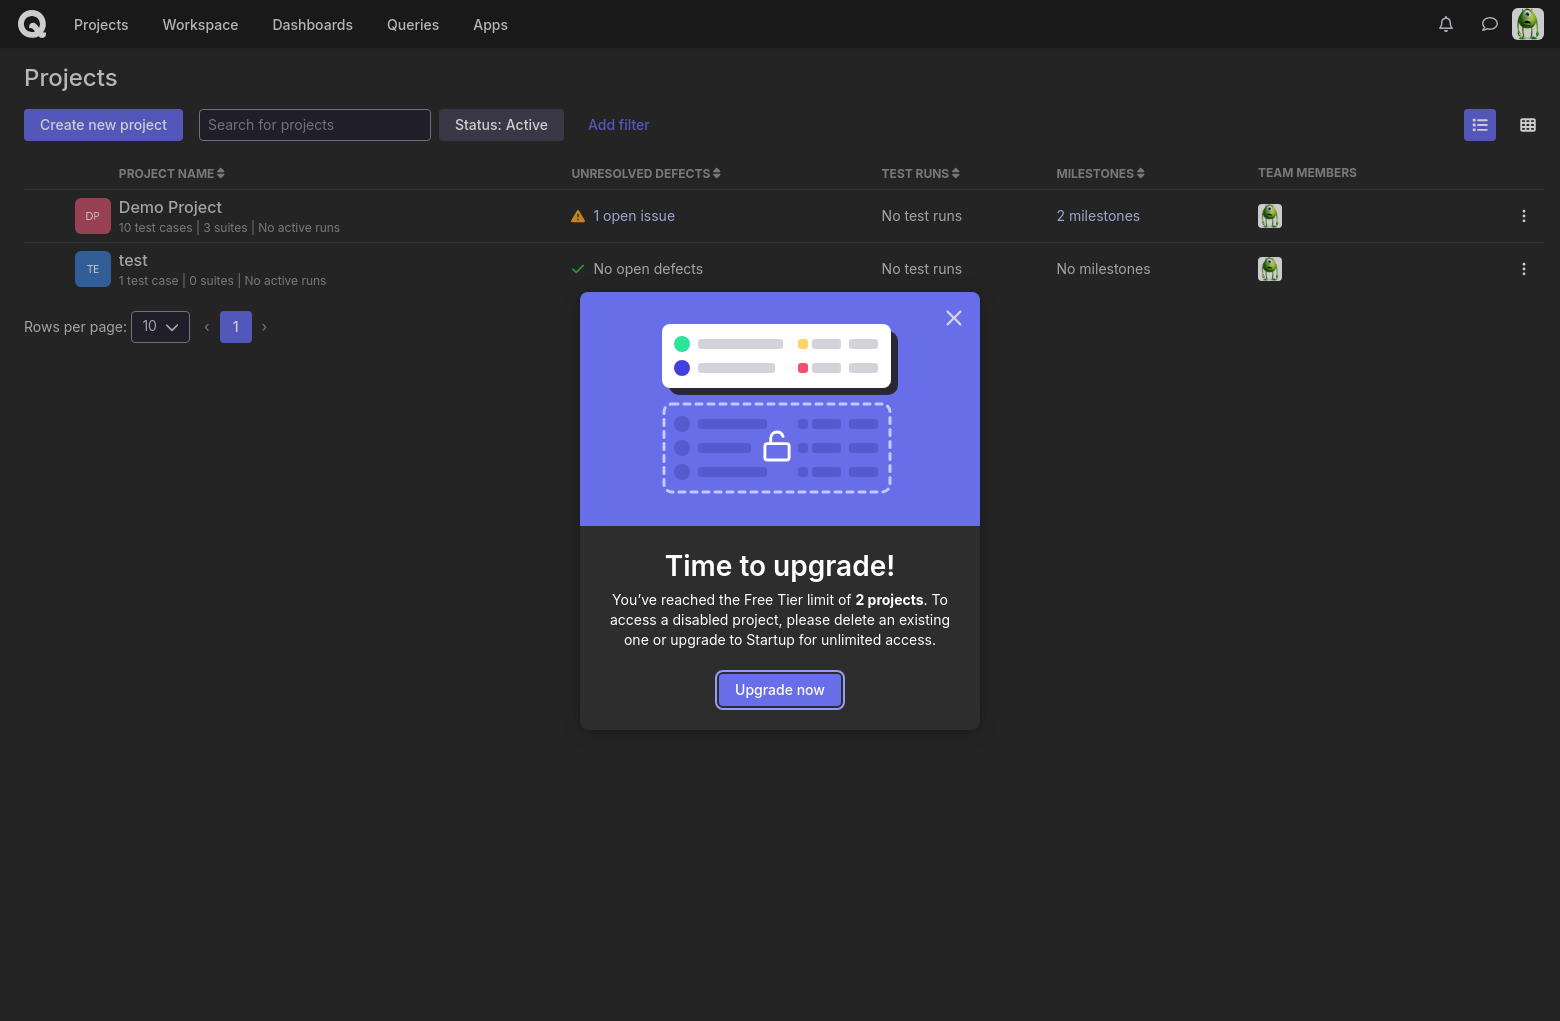 Projects
Workspace
Dashboards
Queries
Apps
Projects
Create new project
Search for projects
Status: Active
Add filter
PROJECT NAME
UNRESOLVED DEFECTS
TEST RUNS
MILESTONES
TEAM MEMBERS
DP
Demo Project
10 test cases | 3 suites | No active runs
1 open issue
No test runs
2 milestones
TE
test
1 test case | 0 suites | No active runs
No open defects
No test runs
No milestones
Rows per page:
10
‹
1
›
Time to upgrade!
You’ve reached the Free Tier limit of 2 projects. To
access a disabled project, please delete an existing
one or upgrade to Startup for unlimited access.
Upgrade now